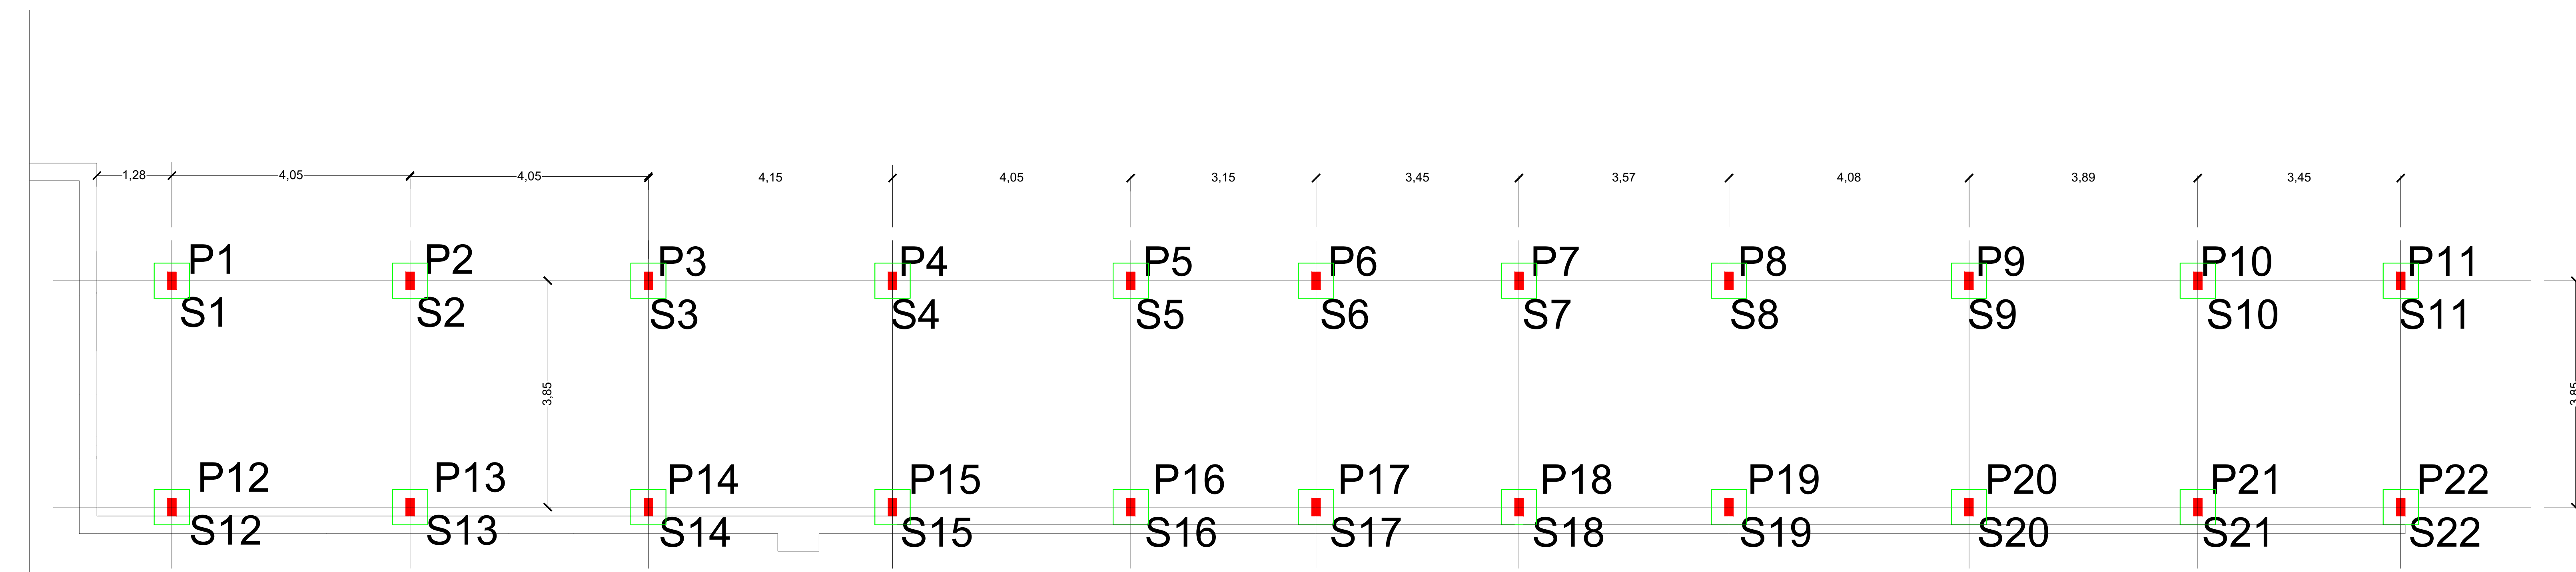 1,28 4,05 4,05 4,15 4,05 3,15 3,45 3,57 4,08 3,89 3,45
P1 P2 P3 P4 P5 P6 P7 P8 P9 P10 P11
S1 S2 S3 S4 S5 S6 S7 S8 S9 S10 S11
3,85 3,85
P12 P13 P14 P15 P16 P17 P18 P19 P20 P21 P22
S12 S13 S14 S15 S16 S17 S18 S19 S20 S21 S22